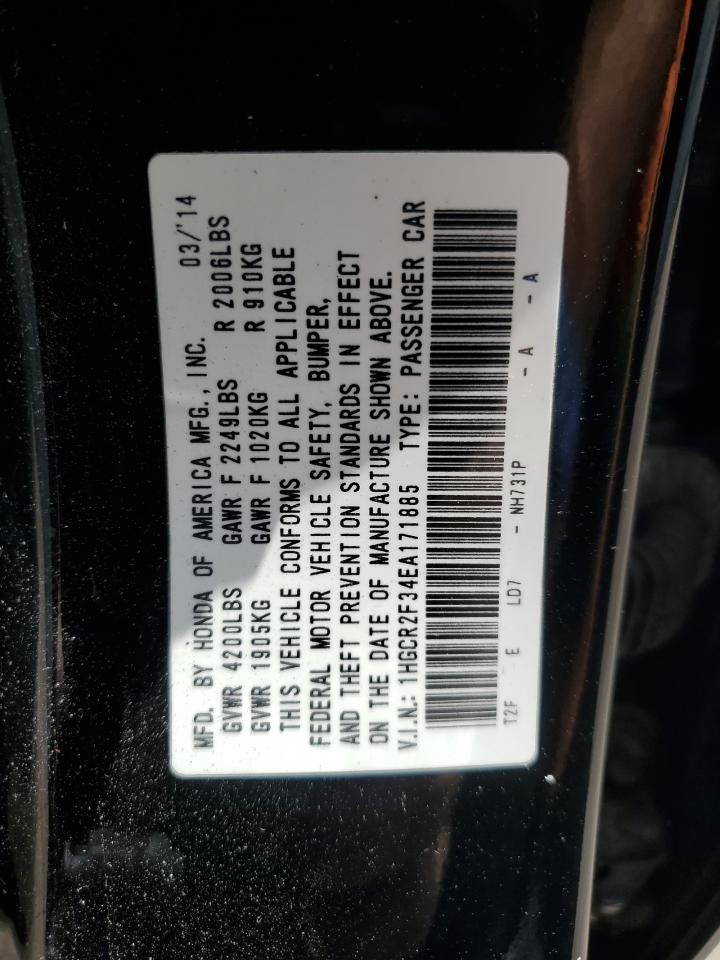 MFD. BY HONDA OF AMERICA MFG., INC. 03/'14
GVWR 4200LBS GAWR F 2249LBS R 2006LBS
GVWR 1905KG GAWR F 1020KG R 910KG
THIS VEHICLE CONFORMS TO ALL APPLICABLE
FEDERAL MOTOR VEHICLE SAFETY, BUMPER,
AND THEFT PREVENTION STANDARDS IN EFFECT
ON THE DATE OF MANUFACTURE SHOWN ABOVE.
V.I.N.: 1HGCR2F34EA171885 TYPE: PASSENGER CAR
T2F E LD7 - NH731P - A - A